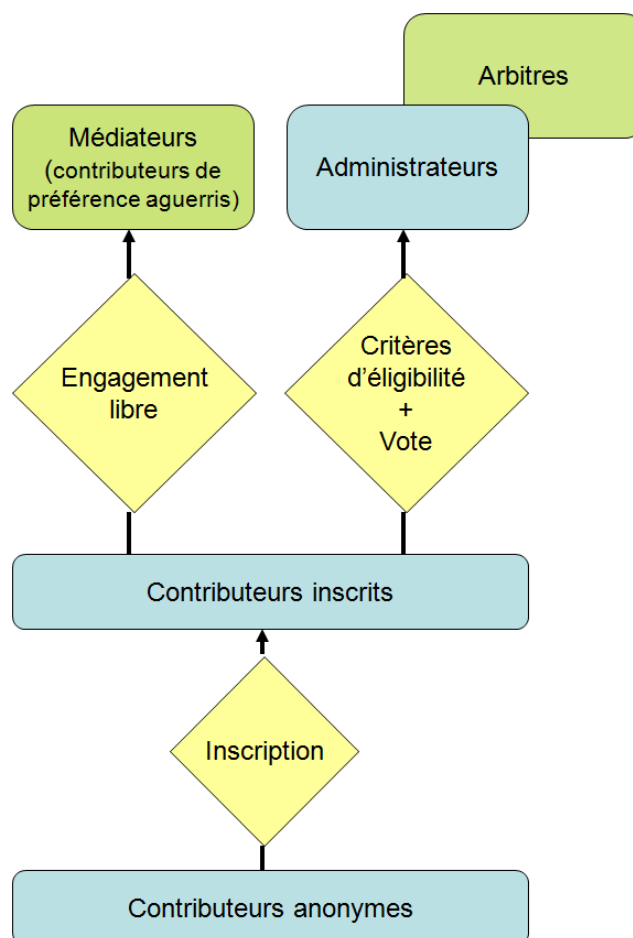 Arbitres
Médiateurs
(contributeurs de
préférence aguerris)
Administrateurs
Engagement
libre
Critères
d'éligibilité
+
Vote
Contributeurs inscrits
Inscription
Contributeurs anonymes